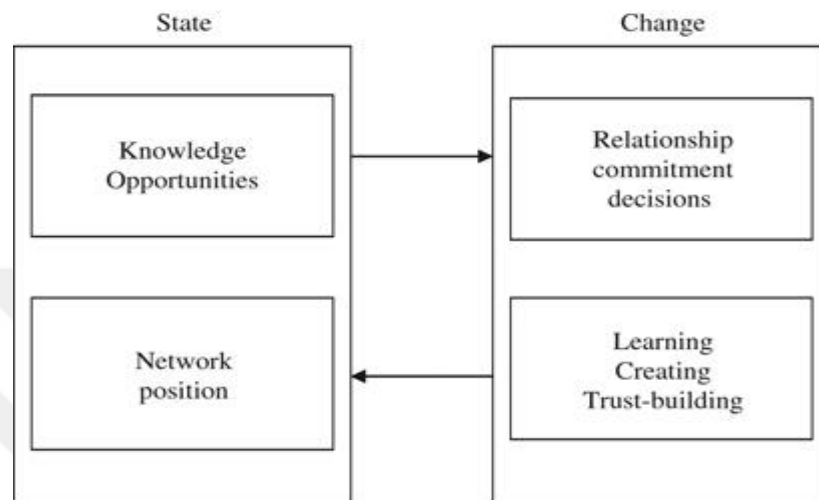 State
Change
Knowledge
Opportunities
Relationship
commitment
decisions
Network
position
Learning
Creating
Trust-building